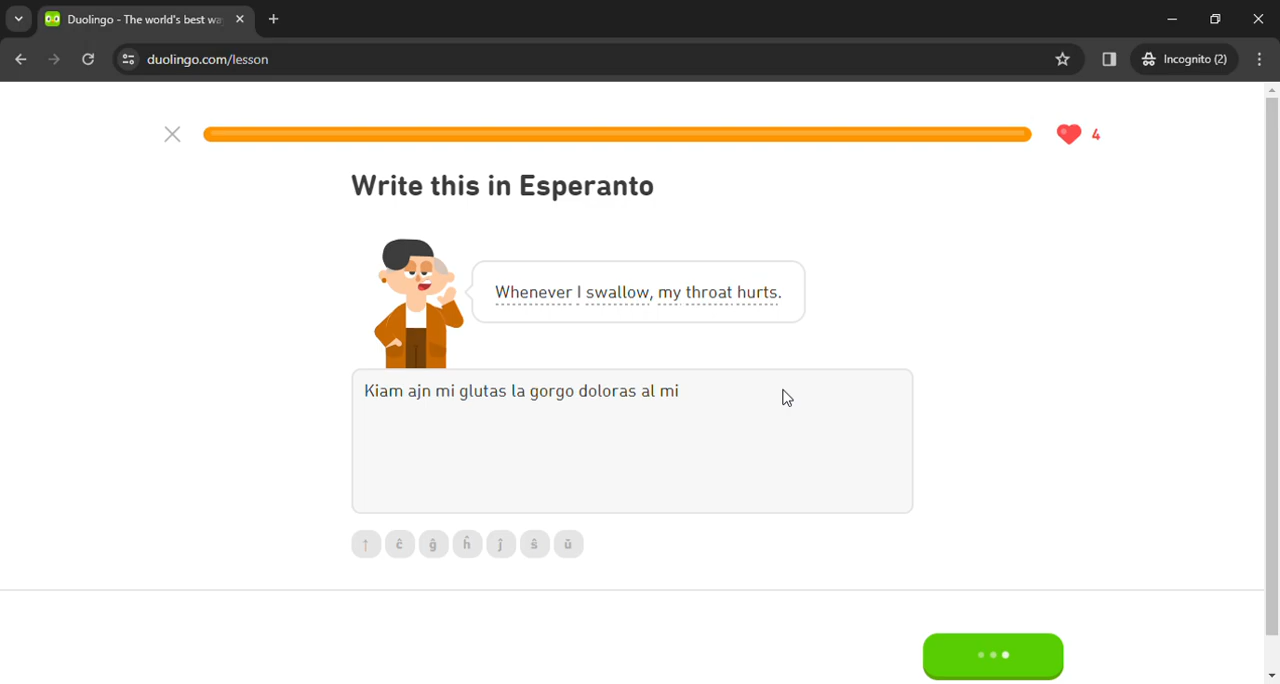 Duolingo - The world's best wa
duolingo.com/lesson
Incognito (2)
4
Write this in Esperanto
Whenever I swallow, my throat hurts.
Kiam ajn mi glutas la gorgo doloras al mi
↑ ĉ ĝ ĥ ĵ ŝ ŭ